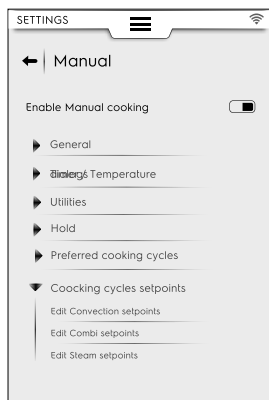 SETTINGS
Manual
Enable Manual cooking
General
Temperature
Utilities
Hold
Preferred cooking cycles
Coocking cycles setpoints
Edit Convection setpoints
Edit Combi setpoints
Edit Steam setpoints